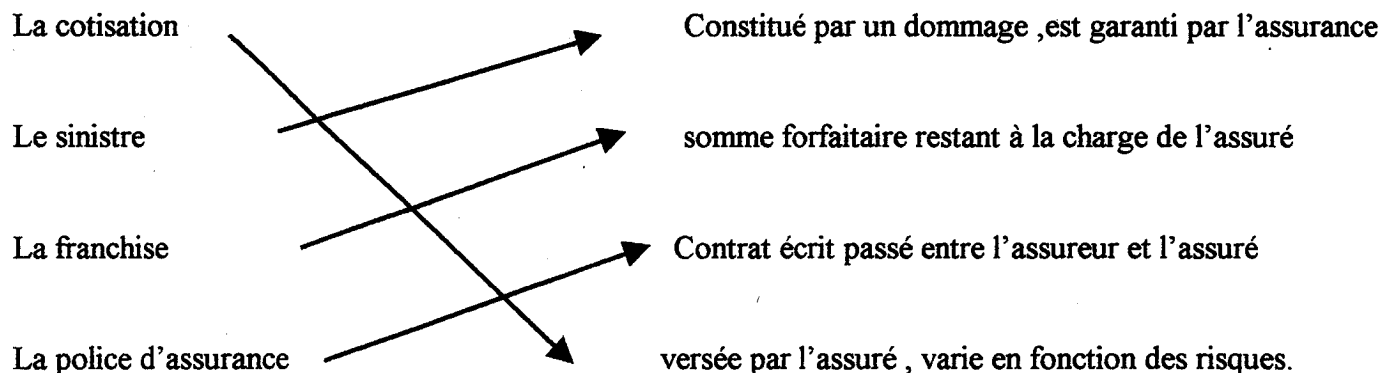 La cotisation Constitué par un dommage ,est garanti par l'assurance
Le sinistre somme forfaitaire restant à la charge de l'assuré
La franchise Contrat écrit passé entre l'assureur et l'assuré
La police d'assurance versée par l'assuré , varie en fonction des risques.